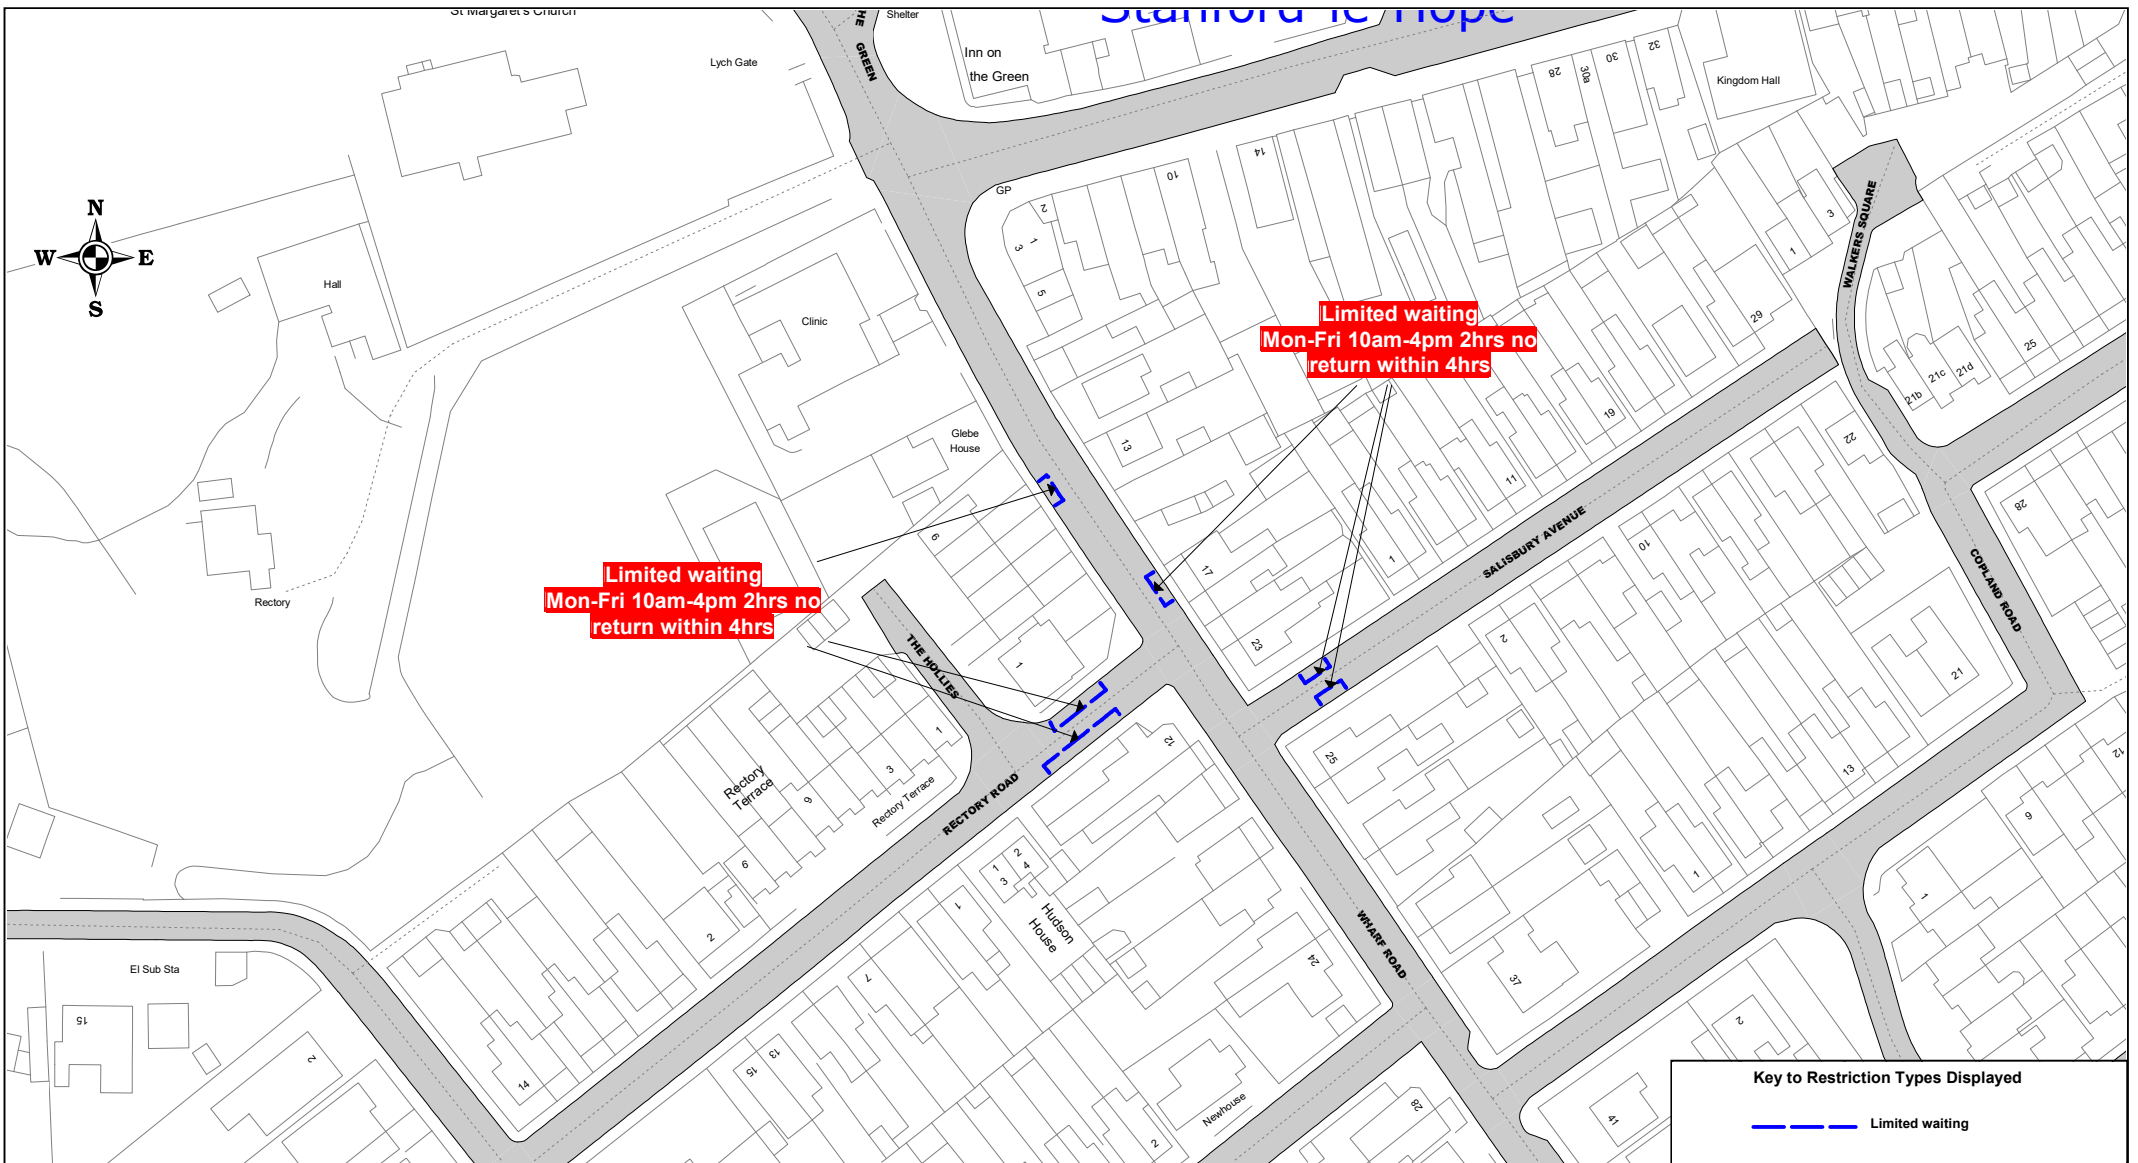 St Margaret's Church
Stanford-le-Hope
Shelter
THE GREEN
Inn on
the Green
Lych Gate
Kingdom Hall
32
30
30a
28
14
10
GP
2
1
3
5
N
W
E
S
Hall
Clinic
3
1
WALKERS SQUARE
29
25
21d
21c
21b
Limited waiting
Mon-Fri 10am-4pm 2hrs no
return within 4hrs
Glebe
House
13
19
11
22
28
SALISBURY AVENUE
10
COPLAND ROAD
6
17
1
Limited waiting
Mon-Fri 10am-4pm 2hrs no
return within 4hrs
Rectory
THE HOLLIES
1
23
2
21
1
3
9
Rectory
Terrace
Rectory Terrace
RECTORY ROAD
12
25
13
12
9
6
2
1
2
3
4
Hudson
House
1
1
1
7
24
WHARF ROAD
37
El Sub Sta
15
2
14
13
15
2
Newhouse
28
2
41
Key to Restriction Types Displayed
Limited waiting